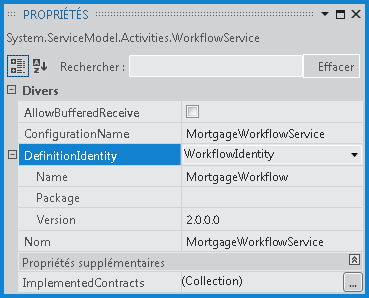 PROPRIÉTÉS
System.ServiceModel.Activities.WorkflowService
Rechercher : Effacer
Divers
AllowBufferedReceive
ConfigurationName MortgageWorkflowService
DefinitionIdentity WorkflowIdentity
Name MortgageWorkflow
Package
Version 2.0.0.0
Nom MortgageWorkflowService
Propriétés supplémentaires
ImplementedContracts (Collection) ...